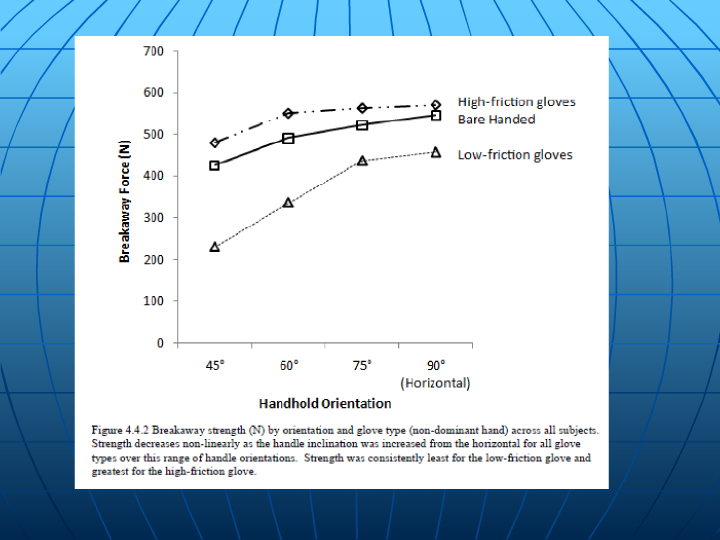 700
600
500
400
300
200
100
0
Breakaway Force (N)
High-friction gloves
Bare Handed
Low-friction gloves
45° 60° 75° 90°
(Horizontal)
Handhold Orientation
Figure 4.4.2 Breakaway strength (N) by orientation and glove type (non-dominant hand) across all subjects.
Strength decreases non-linearly as the handle inclination was increased from the horizontal for all glove
types over this range of handle orientations. Strength was consistently least for the low-friction glove and
greatest for the high-friction glove.